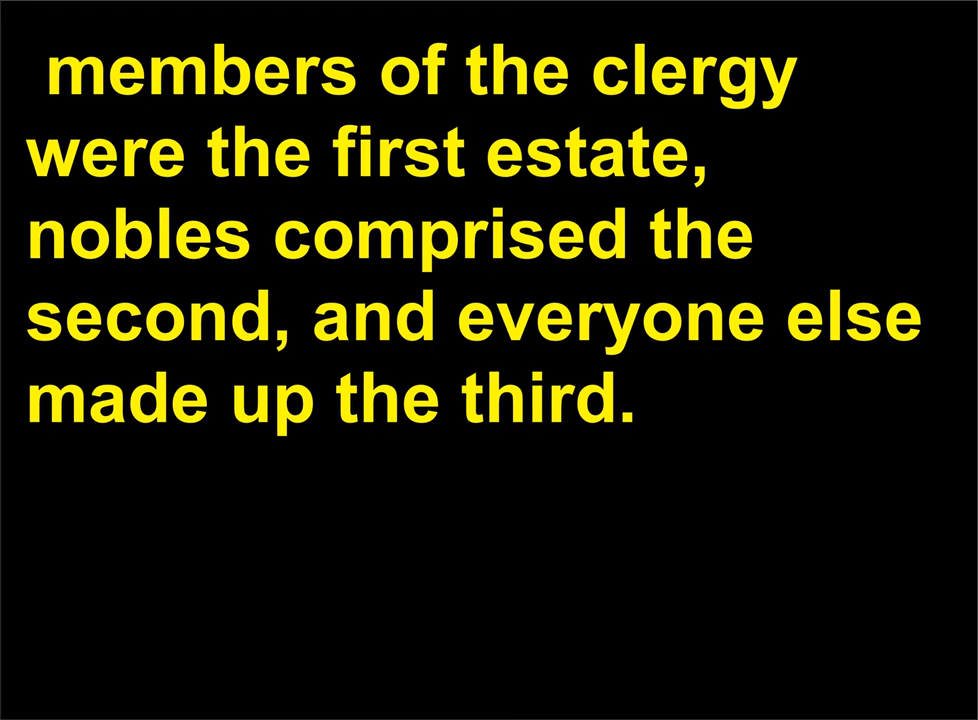 members of the clergy
were the first estate,
nobles comprised the
second, and everyone else
made up the third.